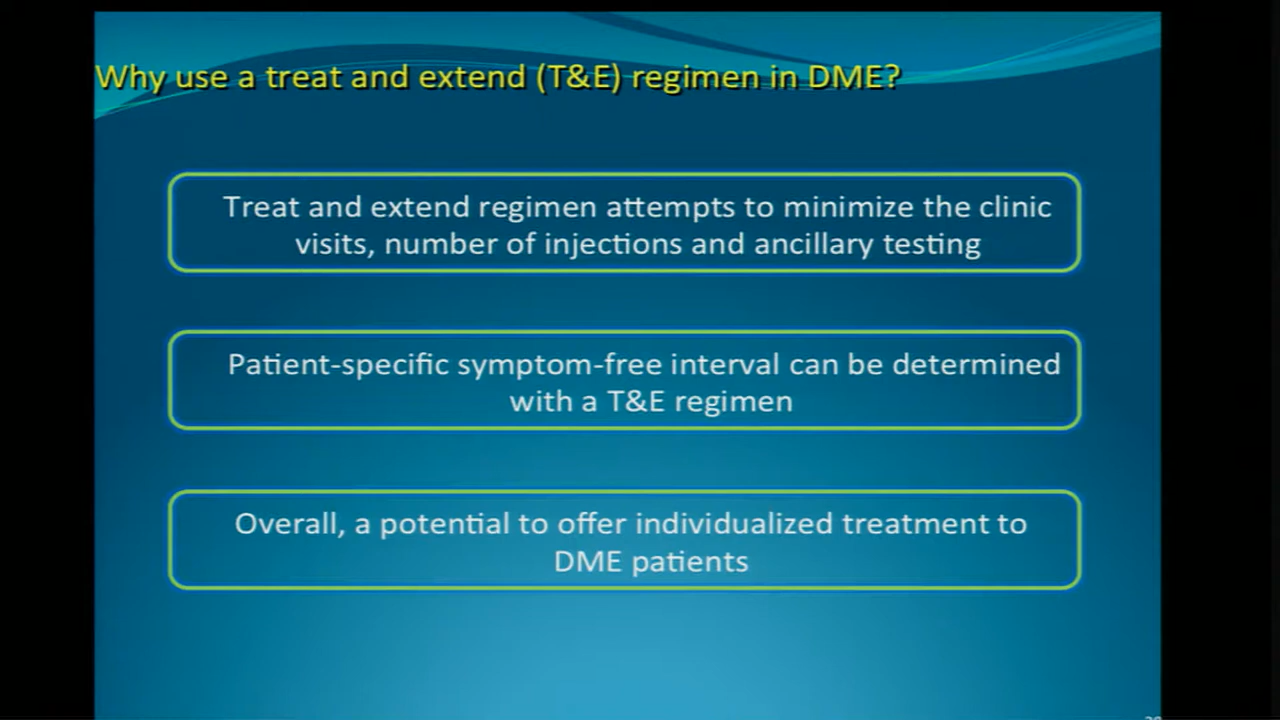 Why use a treat and extend (T&E) regimen in DME?
Treat and extend regimen attempts to minimize the clinic
visits, number of injections and ancillary testing
Patient-specific symptom-free interval can be determined
with a T&E regimen
Overall, a potential to offer individualized treatment to
DME patients